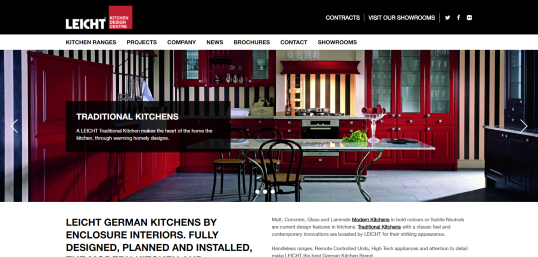 LEICHT
KITCHEN
DESIGN
CENTRE
CONTRACTS
VISIT OUR SHOWROOMS
KITCHEN RANGES
PROJECTS
COMPANY
NEWS
BROCHURES
CONTACT
SHOWROOMS
TRADITIONAL KITCHENS
A LEICHT Traditional Kitchen makes the heart of the home the
kitchen, through warming homely designs.
LEICHT GERMAN KITCHENS BY
ENCLOSURE INTERIORS. FULLY
DESIGNED, PLANNED AND INSTALLED,
THE MODERN KITCHEN AND
Matt, Concrete, Glass and Laminate Modern Kitchens in bold colours or Subtle Neutrals
are current design features in kitchens. Traditional Kitchens with a classic feel and
contemporary innovations are boasted by LEICHT for their striking appearance.
Handleless ranges, Remote Controlled Units, High Tech appliances and attention to detail
make LEICHT the best German Kitchen Brand.